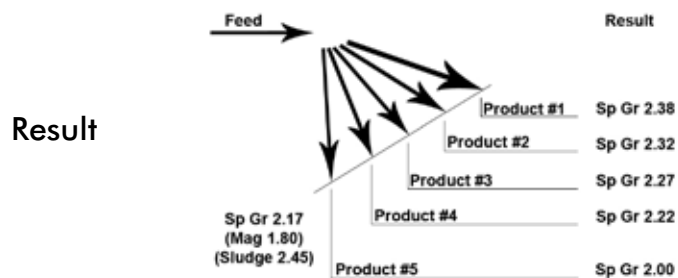 Feed
Result
Result
Product #1
Sp Gr 2.38
Product #2
Sp Gr 2.32
Product #3
Sp Gr 2.27
Product #4
Sp Gr 2.22
Sp Gr 2.17
(Mag 1.80)
(Sludge 2.45)
Product #5
Sp Gr 2.00